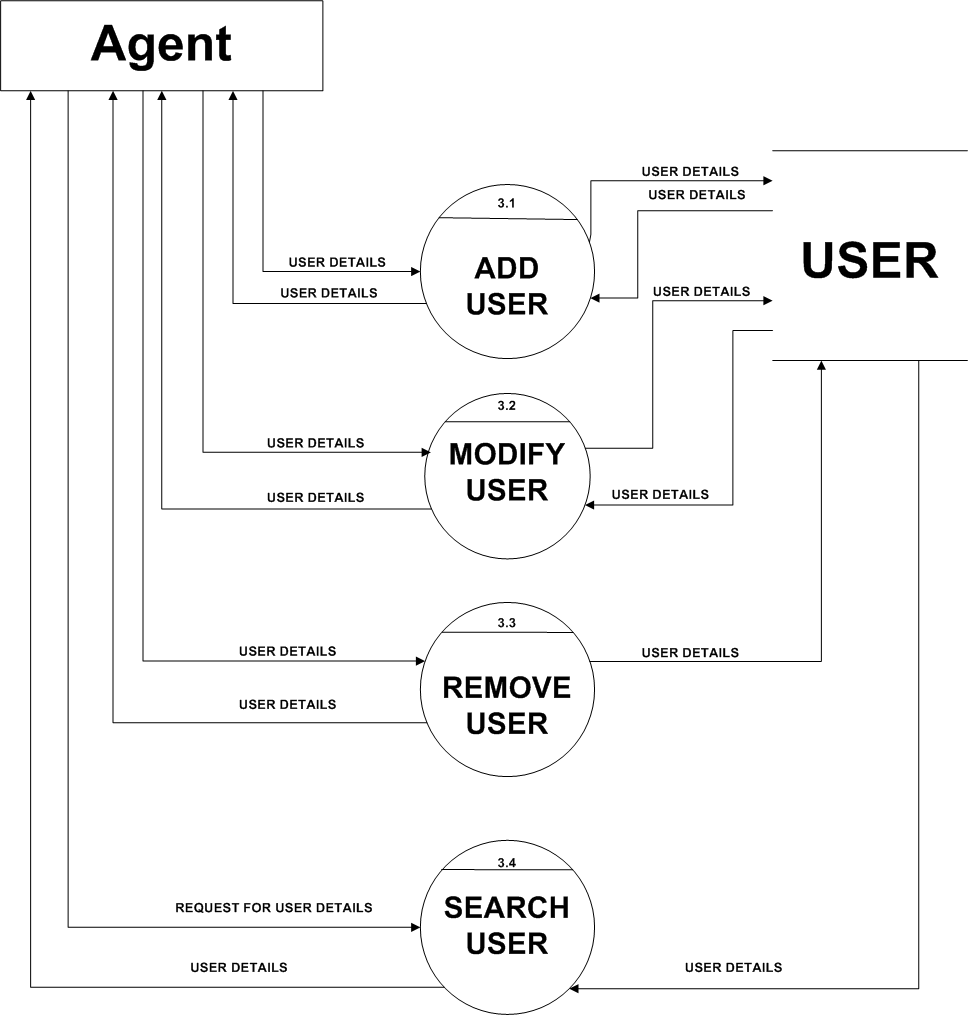 Agent
USER DETAILS
3.1
USER DETAILS
USER
USER DETAILS
ADD
USER
USER DETAILS
USER DETAILS
USER DETAILS
3.2
USER DETAILS
MODIFY
USER
USER DETAILS
USER DETAILS
3.3
USER DETAILS
USER DETAILS
REMOVE
USER
USER DETAILS
3.4
REQUEST FOR USER DETAILS
SEARCH
USER
USER DETAILS
USER DETAILS